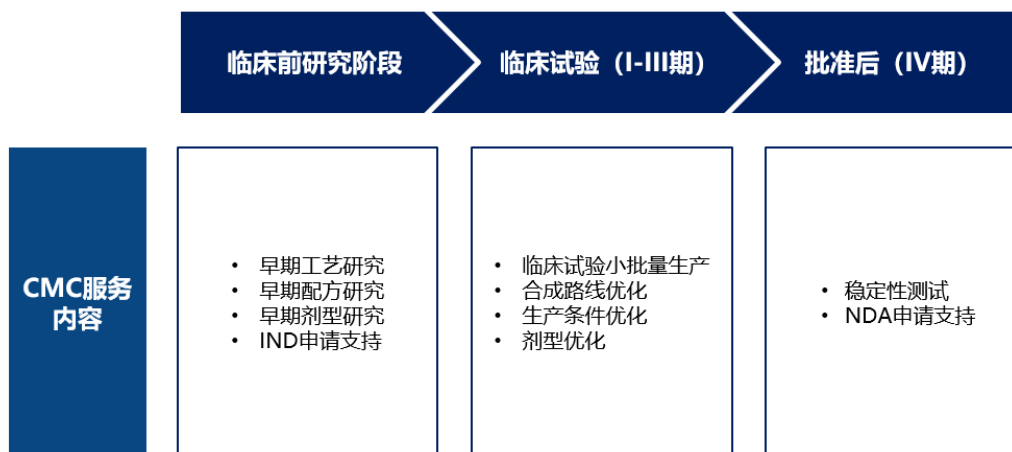 临床前研究阶段
临床试验（I-III期）
批准后（IV期）
CMC服务
内容
• 早期工艺研究
• 早期配方研究
• 早期剂型研究
• IND申请支持
• 临床试验小批量生产
• 合成路线优化
• 生产条件优化
• 剂型优化
• 稳定性测试
• NDA申请支持